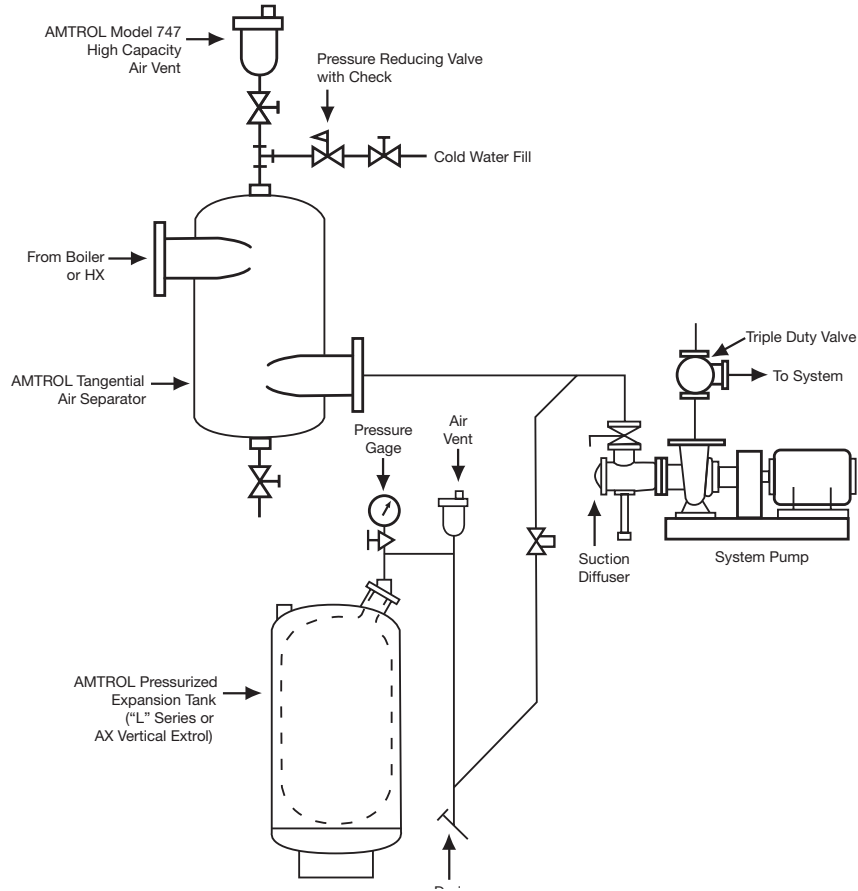 AMTROL Model 747
High Capacity
Air Vent
Pressure Reducing Valve
with Check
Cold Water Fill
From Boiler
or HX
AMTROL Tangential
Air Separator
Triple Duty Valve
To System
Pressure
Gage
Air
Vent
Suction
Diffuser
System Pump
AMTROL Pressurized
Expansion Tank
(“L” Series or
AX Vertical Extrol)